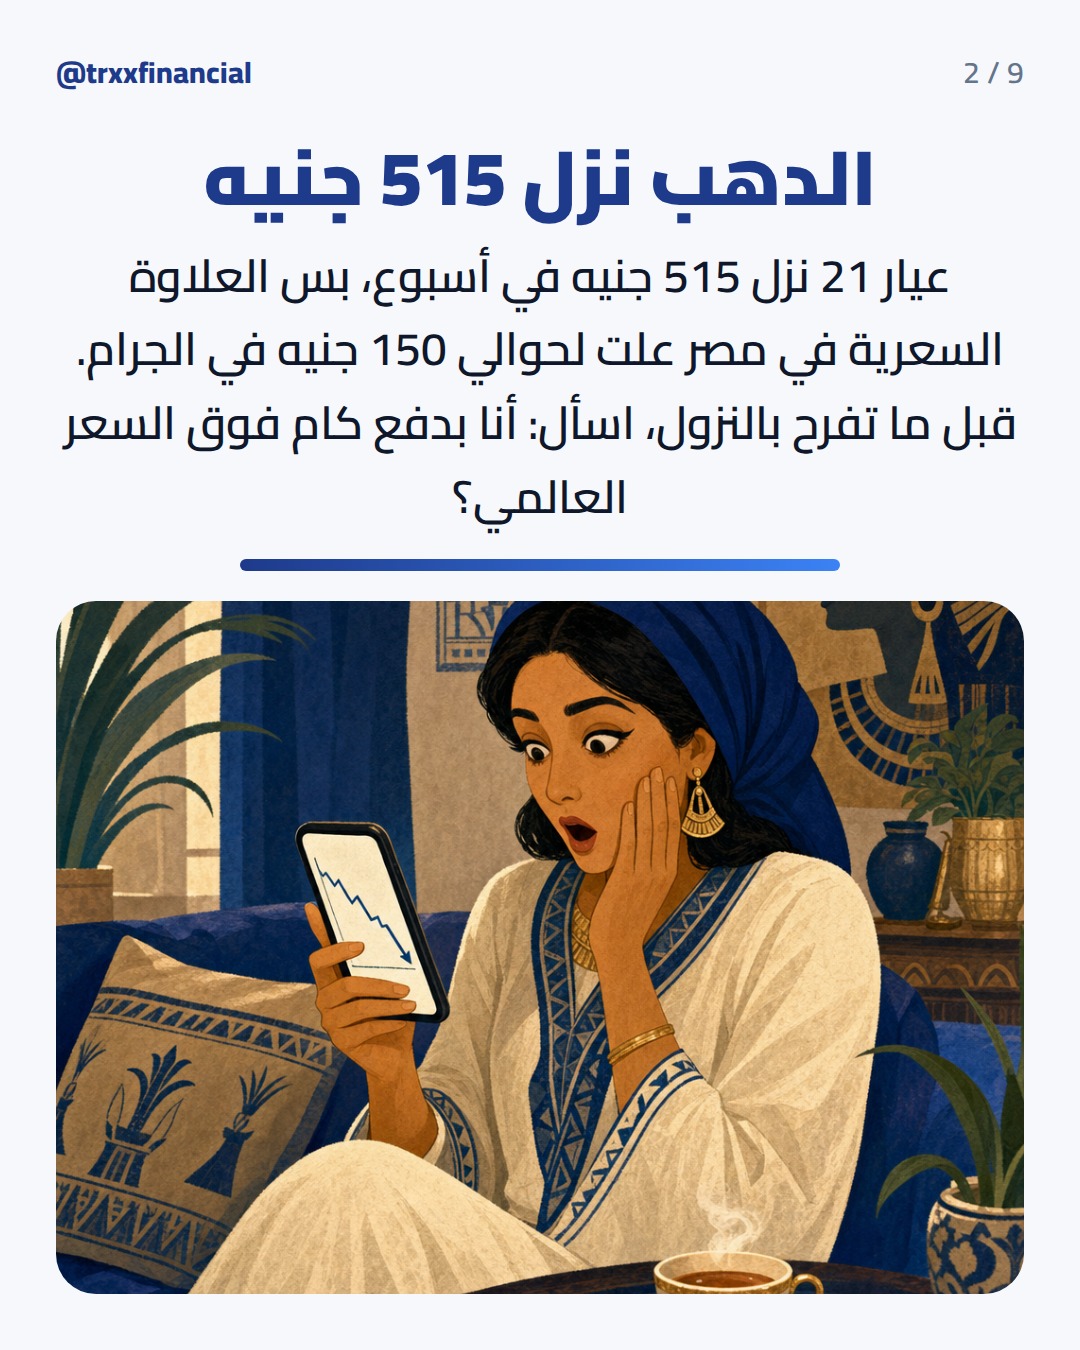 @trxxfinancial
2 / 9
الدهب نزل 515 جنيه
عيار 21 نزل 515 جنيه في أسبوع، بس العلاوة
السعرية في مصر علت لحوالي 150 جنيه في الجرام.
قبل ما تفرح بالنزول، اسأل: أنا بدفع كام فوق السعر
العالمي؟